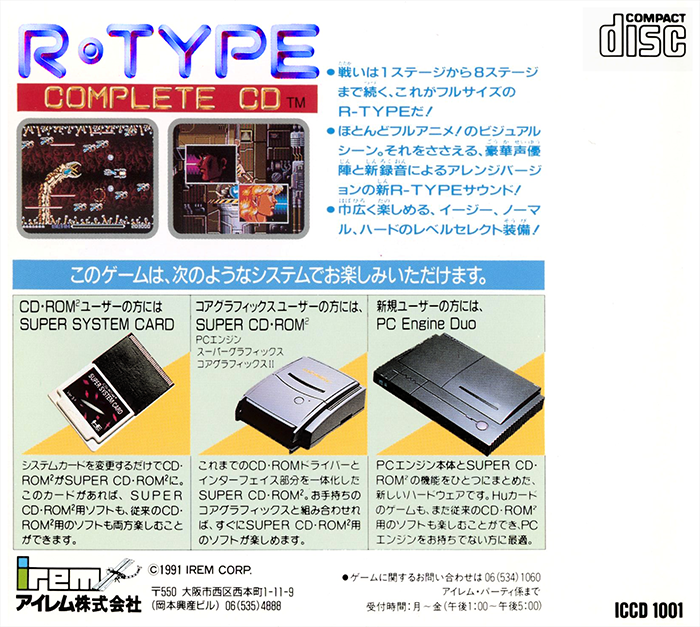 R·TYPE
COMPLETE CD TM
COMPACT
disc
●戦いは1ステージから8ステージ
まで続く、これがフルサイズの
R-TYPEだ!
●ほとんどフルアニメ!のビジュアル
シーン。それをささえる、豪華声優
陣と新録音によるアレンジバージ
ョンの新R-TYPEサウンド!
●巾広く楽しめる、イージー、ノーマ
ル、ハードのレベルセレクト装備!
このゲームは、次のようなシステムでお楽しみいただけます。
CD・ROM²ユーザーの方には
SUPER SYSTEM CARD
SUPER SYSTEM CARD
システムカードを変更するだけでCD・
ROM²がSUPER CD・ROM²に。
このカードがあれば、SUPER
CD・ROM²用ソフトも、従来のCD・
ROM²用のソフトも両方楽しむこと
ができます。
コアグラフィックスユーザーの方には、
SUPER CD・ROM²
PCエンジン
スーパーグラフィックス
コアグラフィックスII
これまでのCD・ROMドライバーと
インターフェイス部分を一体化した
SUPER CD・ROM²。お手持ちの
コアグラフィックスと組み合わせれ
ば、すぐにSUPER CD・ROM²用
のソフトが楽しめます。
新規ユーザーの方には、
PC Engine Duo
PCエンジン本体とSUPER CD・
ROM²の機能をひとつにまとめた、
新しいハードウェアです。Huカード
のゲームも、また従来のCD・ROM²
用のソフトも楽しむことができ、PC
エンジンをお持ちでない方に最適。
irem
アイレム株式会社
©1991 IREM CORP.
〒550 大阪市西区西本町1-11-9
(岡本興産ビル) 06(535)4888
●ゲームに関するお問い合わせは 06(534)1060
アイレム・パーティ係まで
受付時間:月〜金(午後1:00〜午後5:00)
ICCD 1001